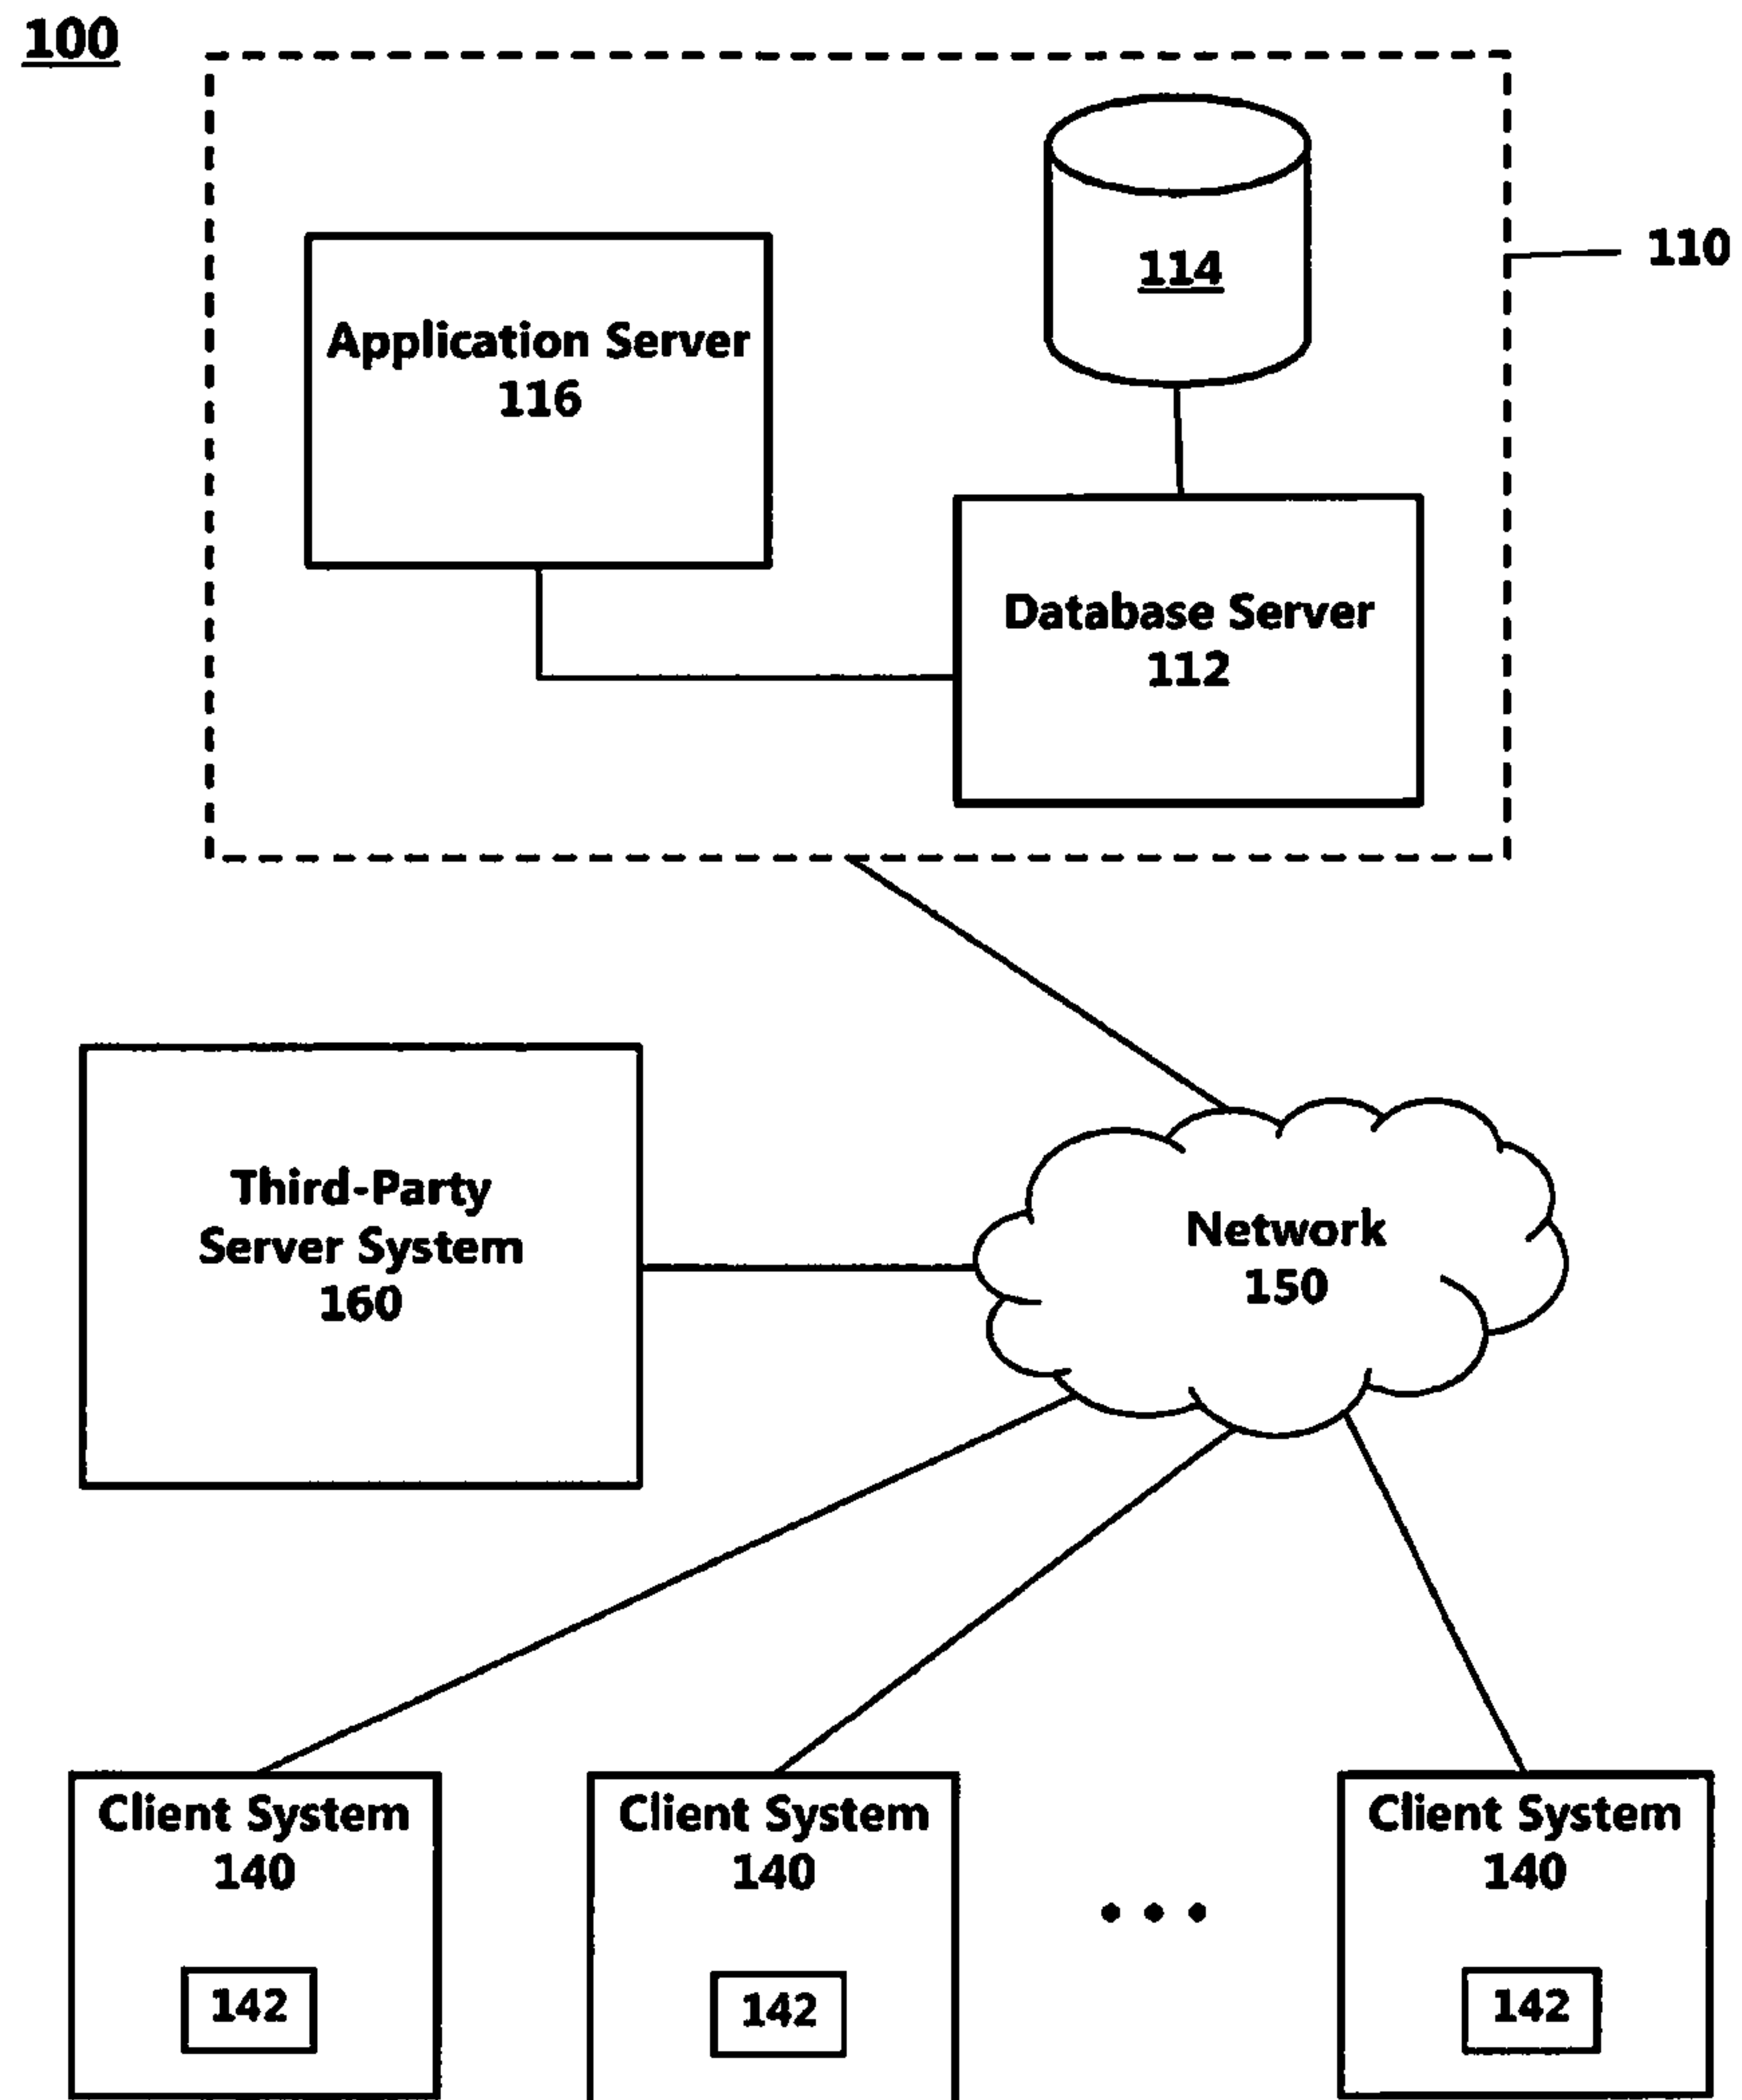 100
114
110
Application Server
116
Database Server
112
Third-Party
Server System
160
Network
150
Client System
140
142
Client System
140
142
Client System
140
142